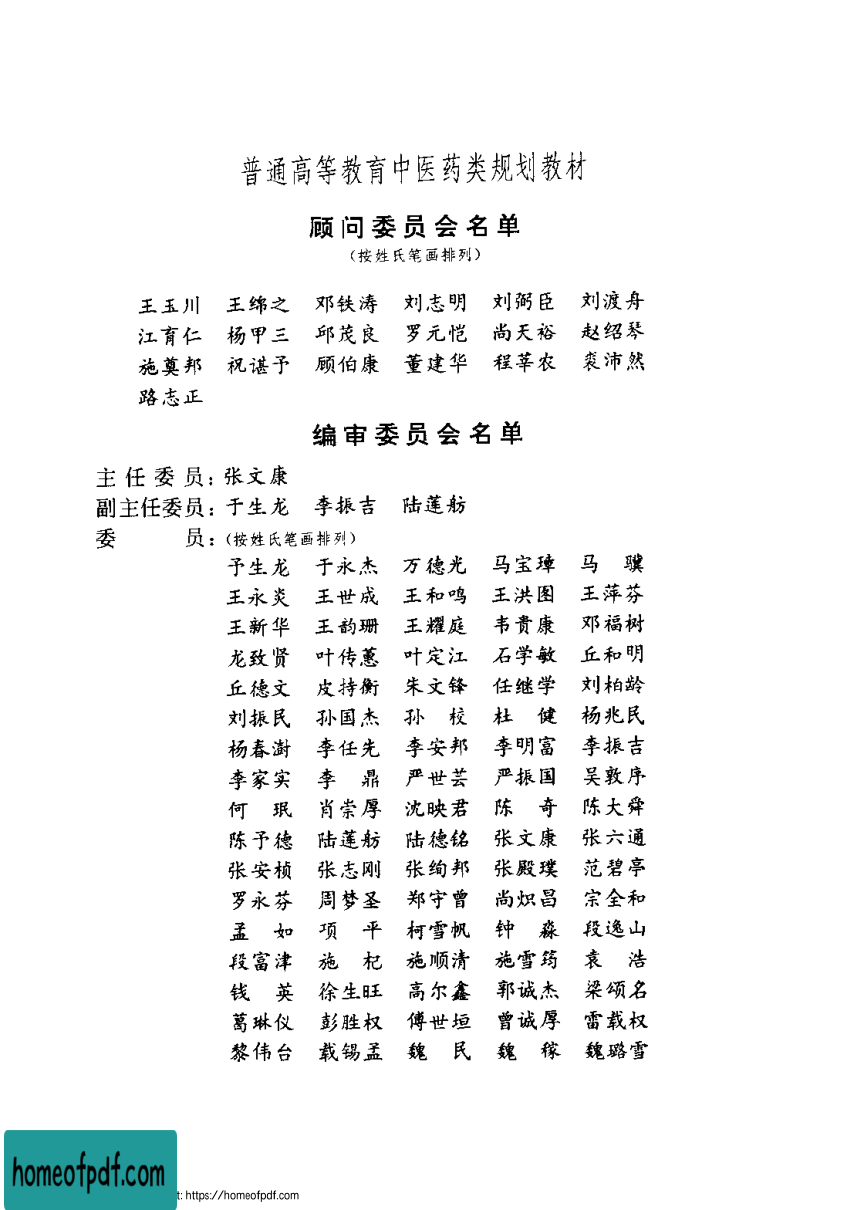 普通高等教育中医药类规划教材
顾问委员会名单
(按姓氏笔画排列)
王玉川 王绵之 邓铁涛 刘志明 刘弼臣 刘渡舟
江育仁 杨甲三 邱茂良 罗元恺 尚天裕 赵绍琴
施奠邦 祝谌予 顾伯康 董建华 程莘农 裘沛然
路志正
编审委员会名单
主任委员:张文康
副主任委员:于生龙 李振吉 陆莲舫
委 员:(按姓氏笔画排列)
予生龙 于永杰 万德光 马宝璋 马 骥
王永炎 王世成 王和鸣 王洪图 王萍芬
王新华 王韵珊 王耀庭 韦贵康 邓福树
龙致贤 叶传蕙 叶定江 石学敏 丘和明
丘德文 皮持衡 朱文锋 任继学 刘柏龄
刘振民 孙国杰 孙 校 杜 健 杨兆民
杨春澍 李任先 李安邦 李明富 李振吉
李家实 李 鼎 严世芸 严振国 吴敦序
何 珉 肖崇厚 沈映君 陈 奇 陈大舜
陈予德 陆莲舫 陆德铭 张文康 张六通
张安桢 张志刚 张绚邦 张殿璞 范碧亭
罗永芬 周梦圣 郑守曾 尚炽昌 宗全和
孟 如 项 平 柯雪帆 钟 淼 段逸山
段富津 施 杞 施顺清 施雪筠 袁 浩
钱 英 徐生旺 高尔鑫 郭诚杰 梁颂名
葛琳仪 彭胜权 傅世垣 曾诚厚 雷载权
黎伟台 载锡孟 魏 民 魏 稼 魏璐雪
homeofpdf.com
t: https://homeofpdf.com